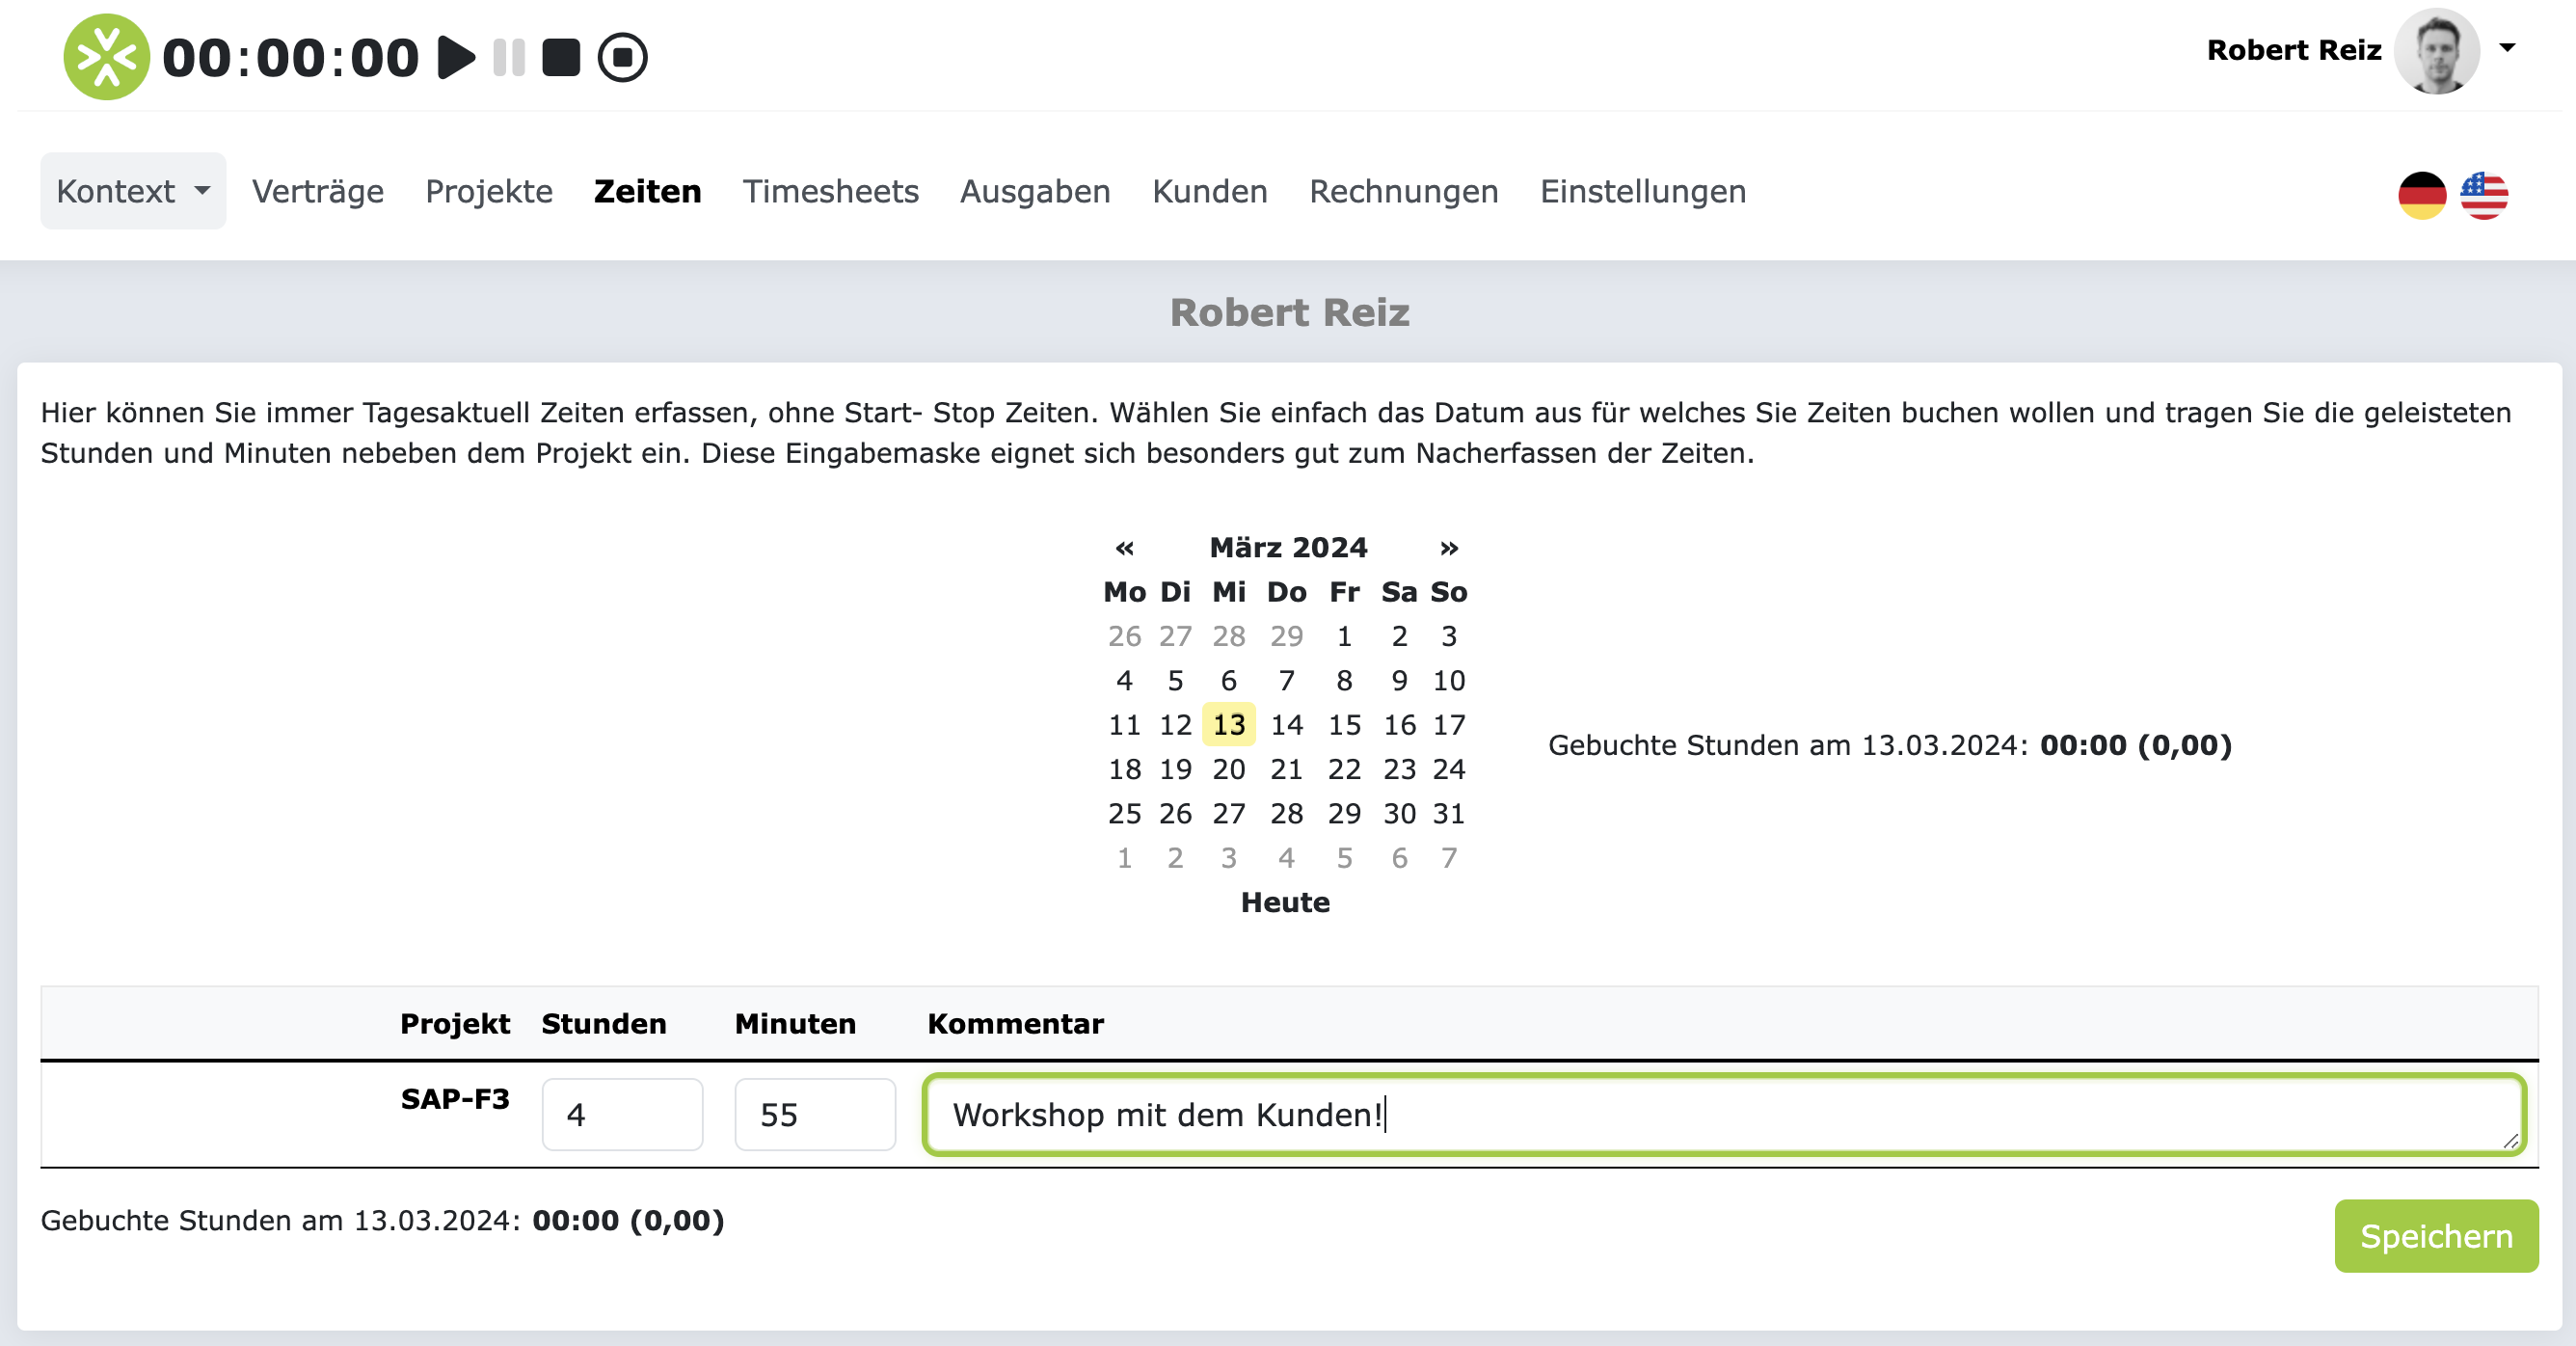 00:00:00
Robert Reiz
Kontext Verträge Projekte Zeiten Timesheets Ausgaben Kunden Rechnungen Einstellungen
Robert Reiz
Hier können Sie immer Tagesaktuell Zeiten erfassen, ohne Start- Stop Zeiten. Wählen Sie einfach das Datum aus für welches Sie Zeiten buchen wollen und tragen Sie die geleisteten
Stunden und Minuten nebeben dem Projekt ein. Diese Eingabemaske eignet sich besonders gut zum Nacherfassen der Zeiten.
« März 2024 »
Mo Di Mi Do Fr Sa So
26 27 28 29 1 2 3
4 5 6 7 8 9 10
11 12 13 14 15 16 17
18 19 20 21 22 23 24
25 26 27 28 29 30 31
1 2 3 4 5 6 7
Heute
Gebuchte Stunden am 13.03.2024: 00:00 (0,00)
Projekt Stunden Minuten Kommentar
SAP-F3 4 55 Workshop mit dem Kunden!
Gebuchte Stunden am 13.03.2024: 00:00 (0,00)
Speichern